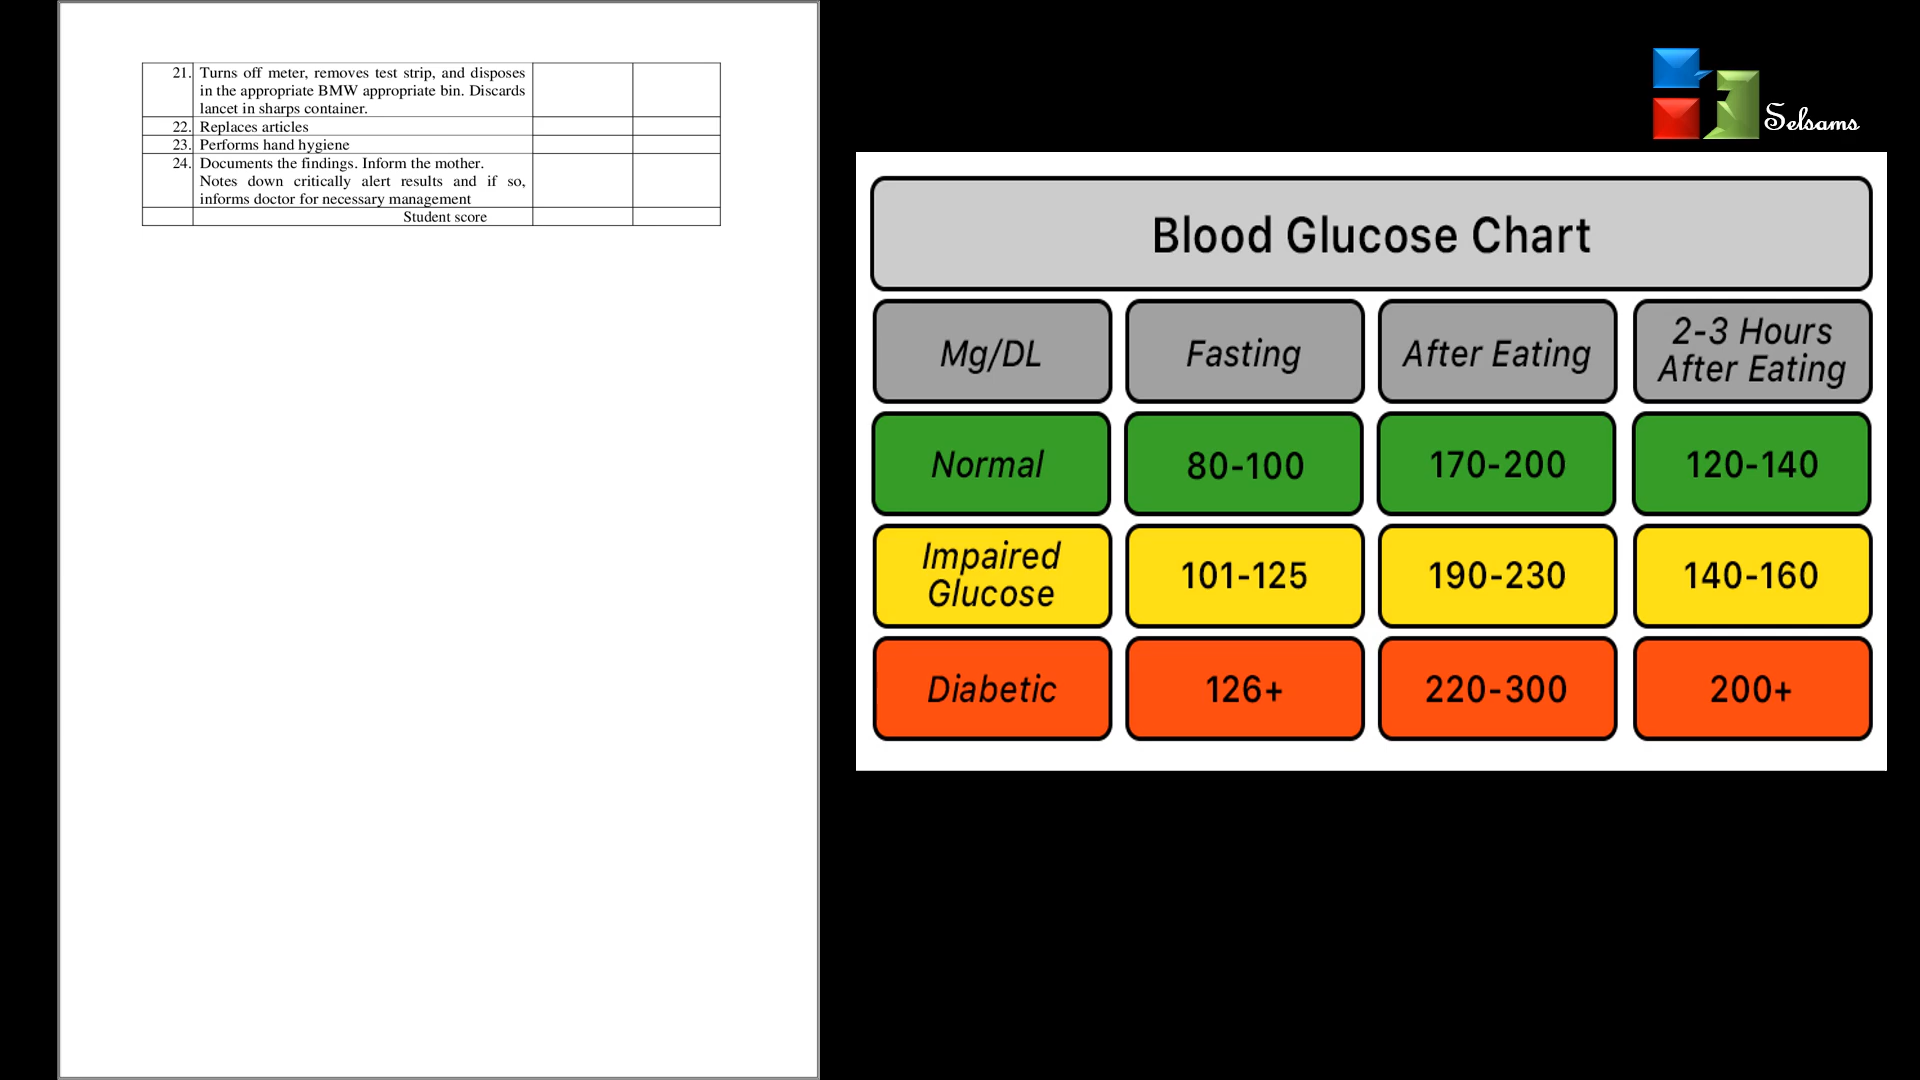 21. Turns off meter, removes test strip, and disposes
in the appropriate BMW appropriate bin. Discards
lancet in sharps container.
22. Replaces articles
23. Performs hand hygiene
24. Documents the findings. Inform the mother.
Notes down critically alert results and if so,
informs doctor for necessary management
Student score
Selsams
Blood Glucose Chart
Mg/DL Fasting After Eating 2-3 Hours After Eating
Normal 80-100 170-200 120-140
Impaired Glucose 101-125 190-230 140-160
Diabetic 126+ 220-300 200+